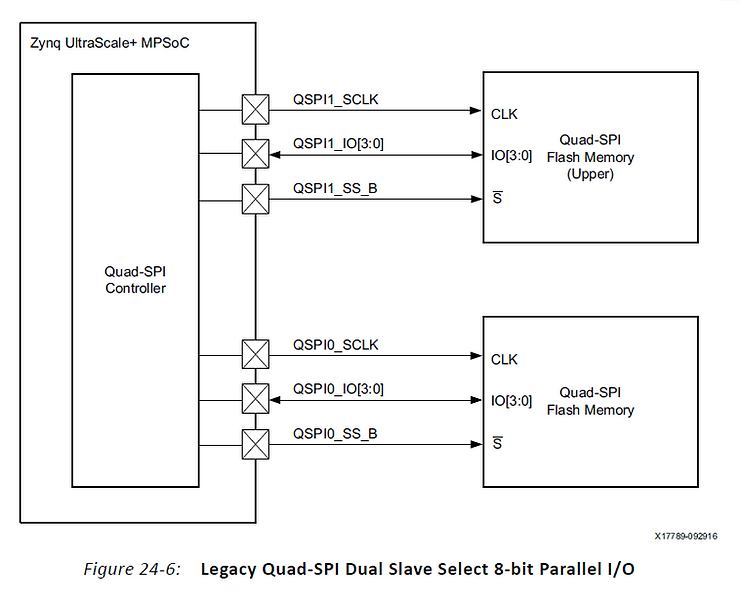 Zynq UltraScale+ MPSoC
QSPI1_SCLK
CLK
QSPI1_IO[3:0]
IO[3:0]
Quad-SPI
Flash Memory
(Upper)
QSPI1_SS_B
S̅
Quad-SPI
Controller
QSPI0_SCLK
CLK
QSPI0_IO[3:0]
IO[3:0]
Quad-SPI
Flash Memory
QSPI0_SS_B
S̅
X17789-092916
Figure 24-6: Legacy Quad-SPI Dual Slave Select 8-bit Parallel I/O